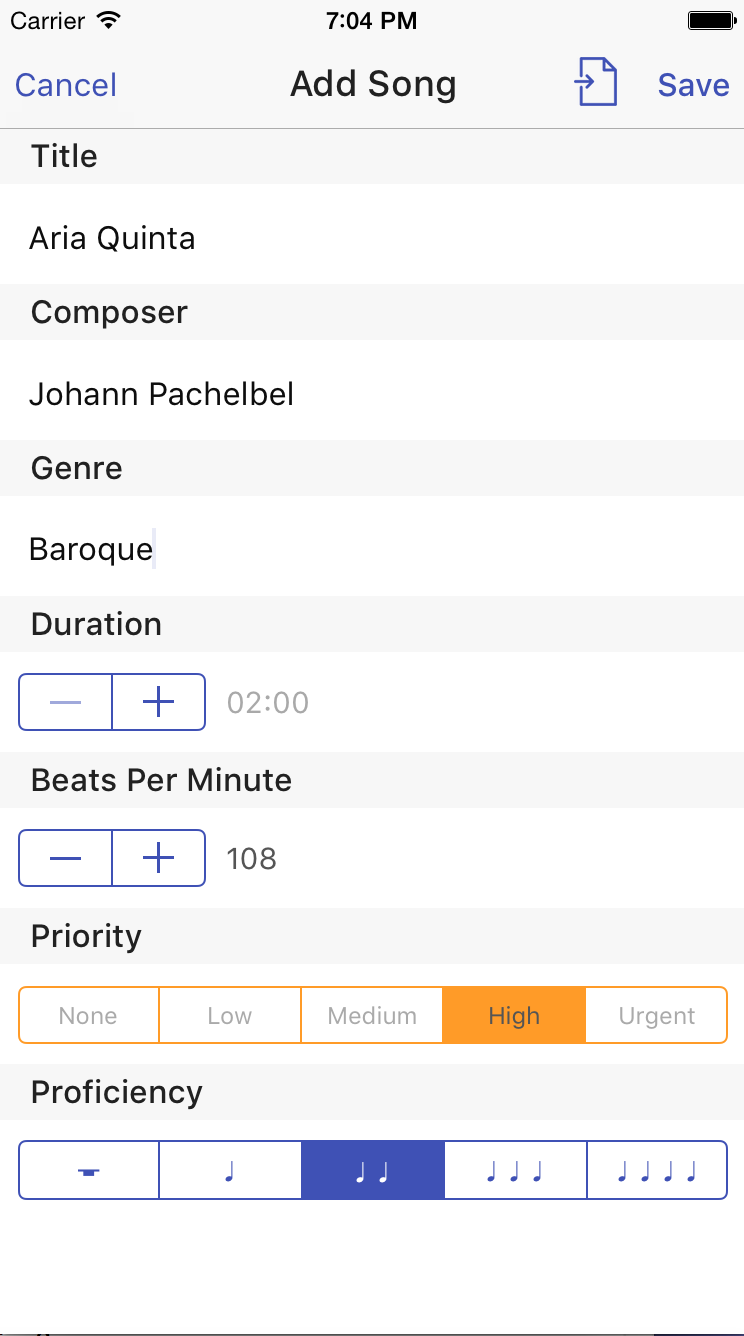 Carrier 7:04 PM
Cancel Add Song Save
Title
Aria Quinta
Composer
Johann Pachelbel
Genre
Baroque
Duration
02:00
Beats Per Minute
108
Priority
None Low Medium High Urgent
Proficiency